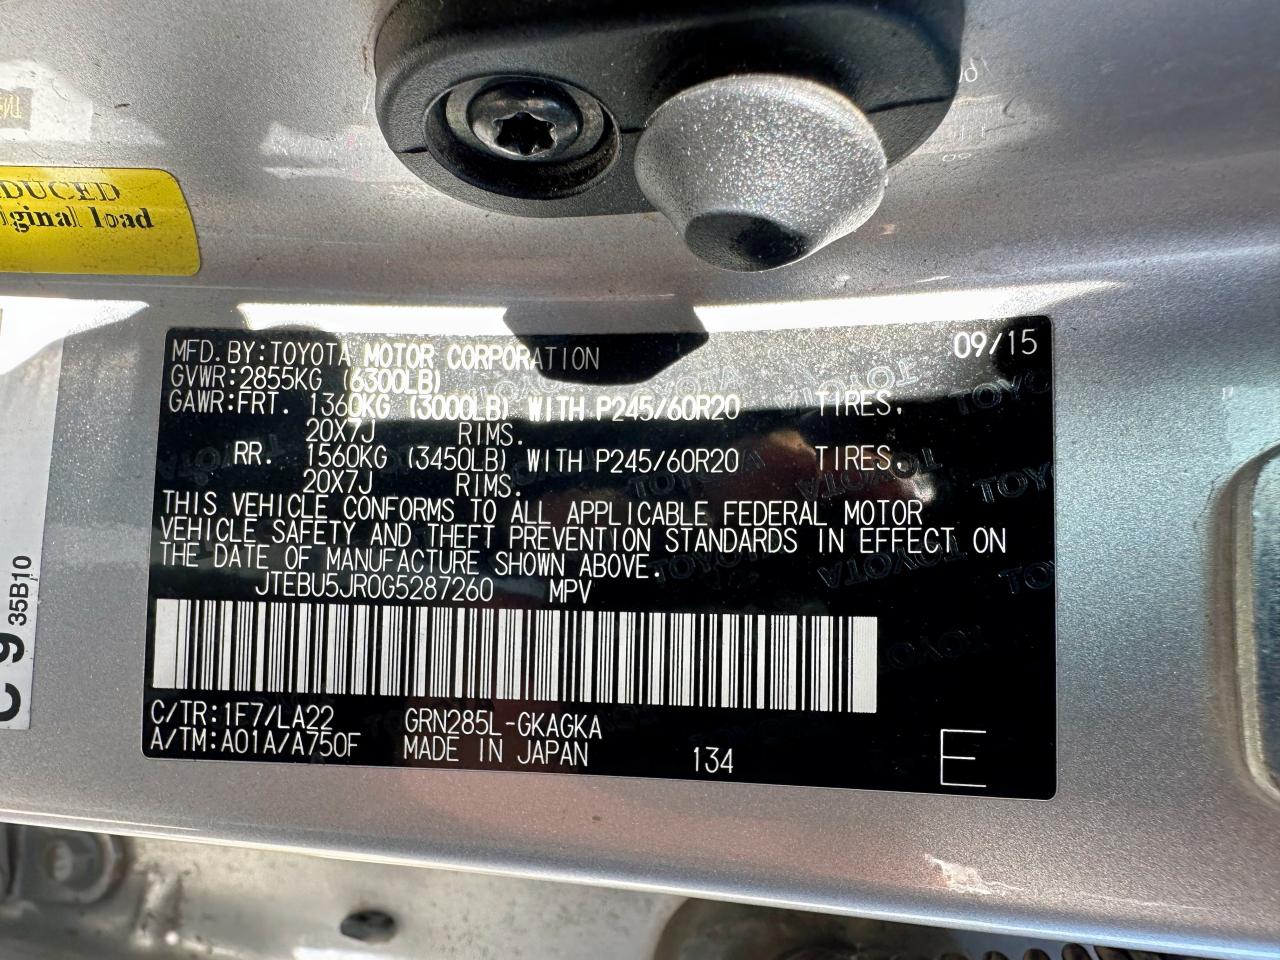 DUCED
iginal load
MFD. BY: TOYOTA MOTOR CORPORATION 09/15
GVWR: 2855KG (6300LB)
GAWR: FRT. 1360KG (3000LB) WITH P245/60R20 TIRES,
20X7J RIMS.
RR. 1560KG (3450LB) WITH P245/60R20 TIRES,
20X7J RIMS.
THIS VEHICLE CONFORMS TO ALL APPLICABLE FEDERAL MOTOR
VEHICLE SAFETY AND THEFT PREVENTION STANDARDS IN EFFECT ON
THE DATE OF MANUFACTURE SHOWN ABOVE.
JTEBU5JR0G5287260 MPV
C/TR: 1F7/LA22 GRN285L-GKAGKA
A/TM: A01A/A750F MADE IN JAPAN 134 E
C 9
35B10